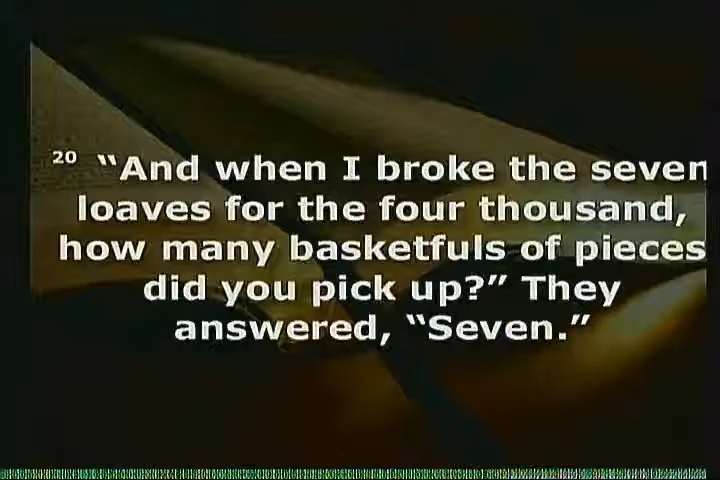 20 “And when I broke the seven
loaves for the four thousand,
how many basketfuls of pieces
did you pick up?” They
answered, “Seven.”